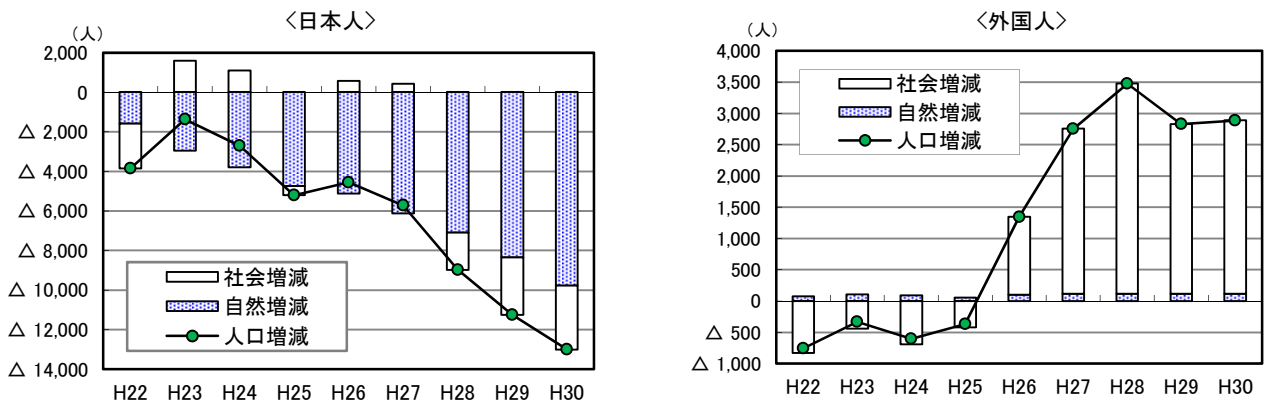 〈日本人〉
(人)
2,000
0
△ 2,000
△ 4,000
△ 6,000
△ 8,000
△ 10,000
△ 12,000
△ 14,000
社会増減
自然増減
人口増減
H22 H23 H24 H25 H26 H27 H28 H29 H30
〈外国人〉
(人)
4,000
3,500
3,000
2,500
2,000
1,500
1,000
500
0
△ 500
△ 1,000
社会増減
自然増減
人口増減
H22 H23 H24 H25 H26 H27 H28 H29 H30